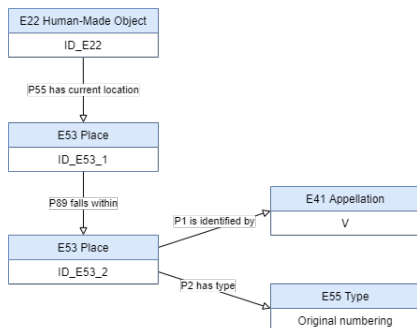 E22 Human-Made Object
ID_E22
P55 has current location
E53 Place
ID_E53_1
P89 falls within
E53 Place
ID_E53_2
P1 is identified by
E41 Appellation
V
P2 has type
E55 Type
Original numbering